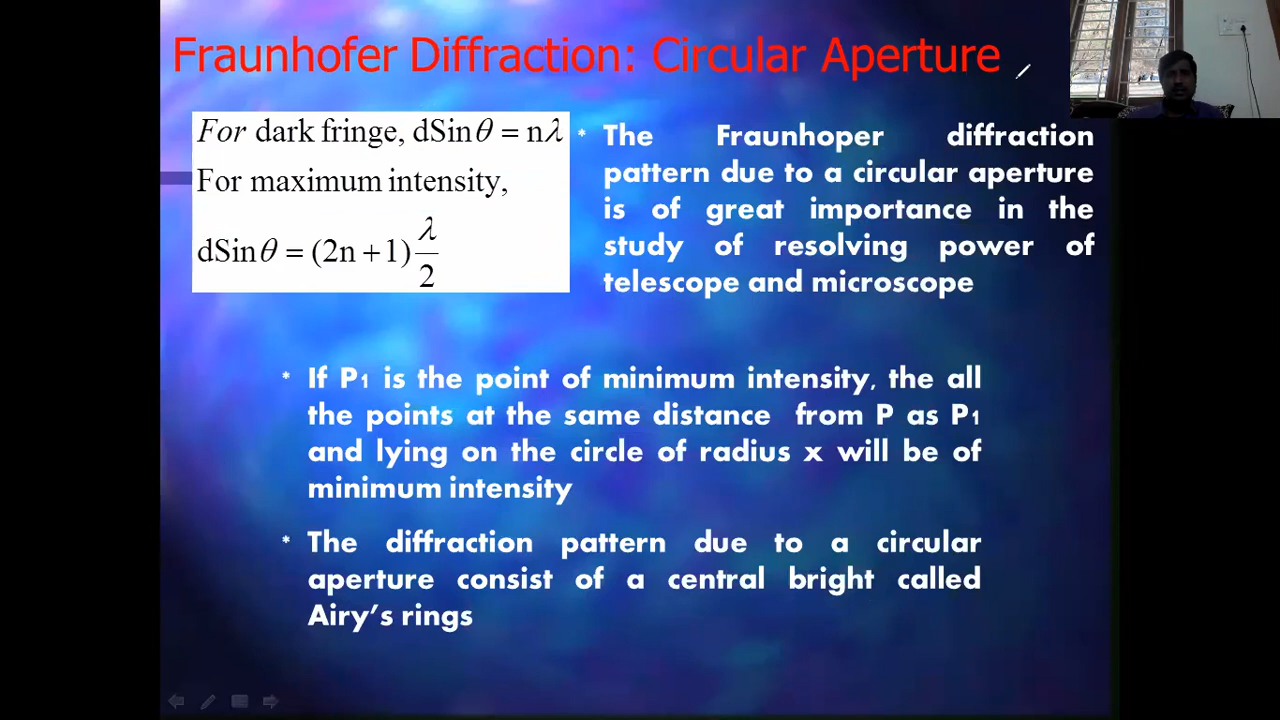 Fraunhofer Diffraction: Circular Aperture
For dark fringe, dSinθ = nλ
For maximum intensity,
dSinθ = (2n+1) λ/2
* The Fraunhoper diffraction
pattern due to a circular aperture
is of great importance in the
study of resolving power of
telescope and microscope
* If P1 is the point of minimum intensity, the all
the points at the same distance from P as P1
and lying on the circle of radius x will be of
minimum intensity
* The diffraction pattern due to a circular
aperture consist of a central bright called
Airy's rings